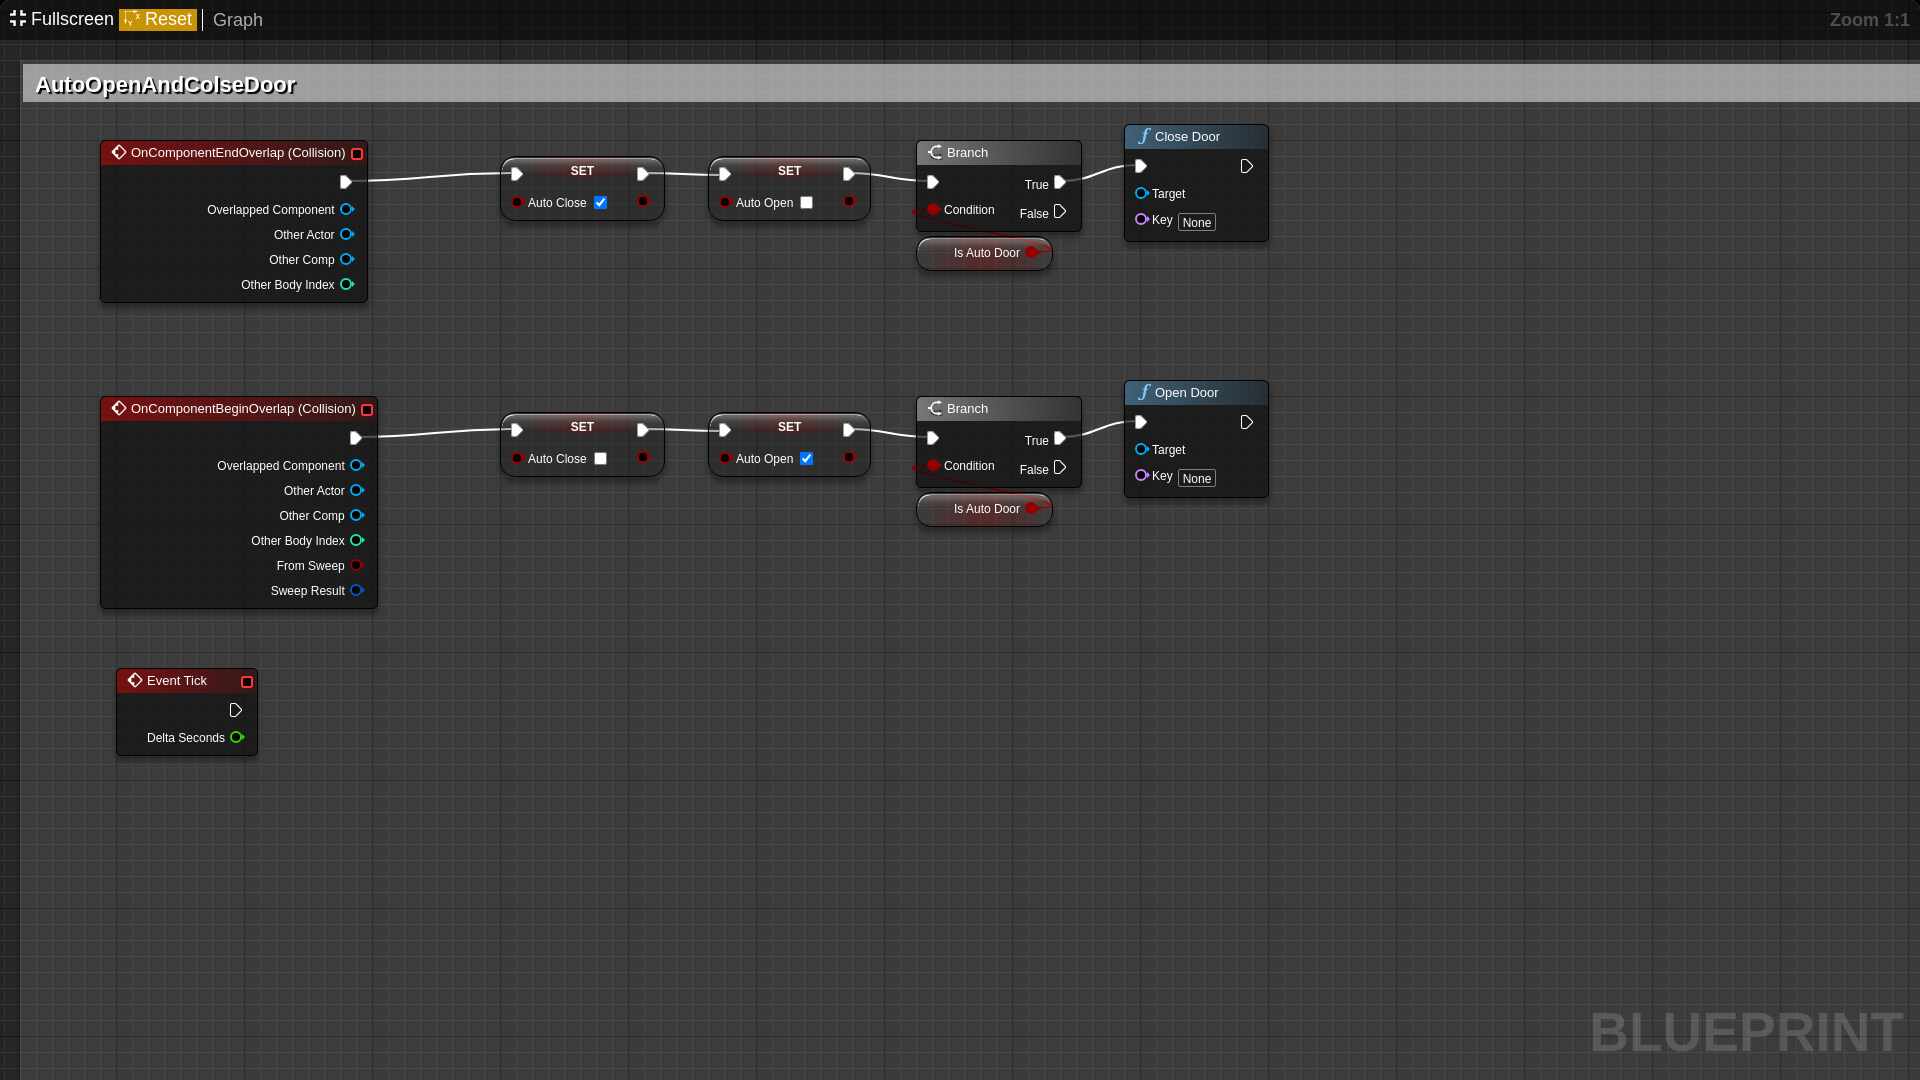 Fullscreen Reset Graph Zoom 1:1
AutoOpenAndColseDoor
OnComponentEndOverlap (Collision)
Overlapped Component
Other Actor
Other Comp
Other Body Index
SET
Auto Close
SET
Auto Open
Branch
True
Condition
False
Is Auto Door
Close Door
Target
Key None
OnComponentBeginOverlap (Collision)
Overlapped Component
Other Actor
Other Comp
Other Body Index
From Sweep
Sweep Result
SET
Auto Close
SET
Auto Open
Branch
True
Condition
False
Is Auto Door
Open Door
Target
Key None
Event Tick
Delta Seconds
BLUEPRINT